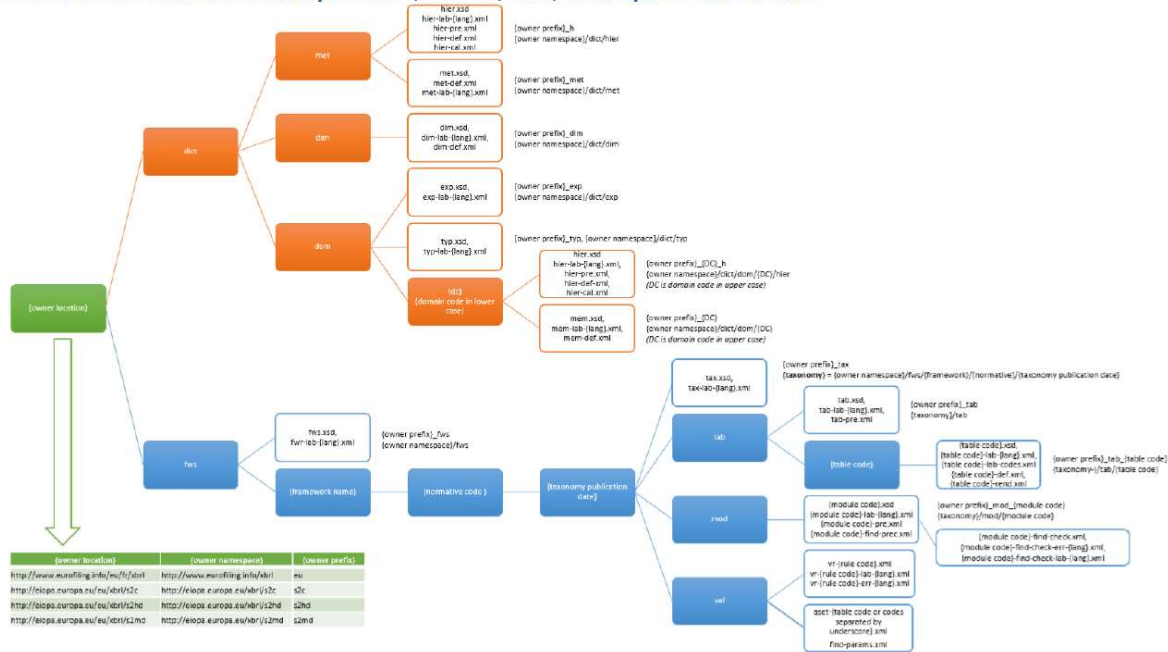 {owner location}
dict
met
hier.xsd
hier-lab-{lang}.xml
hier-pre.xml
hier-def.xml
hier-cal.xml
{owner prefix}_h
{owner namespace}/dict/hier
met.xsd,
met-def.xml
met-lab-{lang}.xml
{owner prefix}_met
{owner namespace}/dict/met
dim
dim.xsd,
dim-lab-{lang}.xml,
dim-def.xml
{owner prefix}_dim
{owner namespace}/dict/dim
dom
exp.xsd,
exp-lab-{lang}.xml
{owner prefix}_exp
{owner namespace}/dict/exp
typ.xsd,
typ-lab-{lang}.xml
{owner prefix}_typ, {owner namespace}/dict/typ
{dc}
{domain code in lower
case}
hier.xsd
hier-lab-{lang}.xml,
hier-pre.xml,
hier-def-xml,
hier-cal.xml
{owner prefix}_{DC}_h
{owner namespace}/dict/dom/{DC}/hier
(DC is domain code in upper case)
mem.xsd,
mem-lab-{lang}.xml,
mem-def.xml
{owner prefix}_{DC}
{owner namespace}/dict/dom/{DC}
(DC is domain code in upper case)
fws
fws.xsd,
fwr-lab-{lang}.xml
{owner prefix}_fws
{owner namespace}/fws
{framework name}
{normative code }
{taxonomy publication
date}
tax.xsd,
tax-lab-{lang}.xml
{owner prefix}_tax
{taxonomy} = {owner namespace}/fws/{framework}/{normative}/{taxonomy publication date}
tab
tab.xsd,
tab-lab-{lang}.xml,
tab-pre.xml
{owner prefix}_tab
{taxonomy}/tab
{table code}
{table code}.xsd,
{table code}-lab-{lang}.xml,
{table code}-lab-codes.xml
{table code}-def.xml,
{table code}-rend.xml
{owner prefix}_tab_{table code}
{taxonomy-}/tab/{table code}
mod
{module code}.xsd
{module code}-lab-{lang}.xml
{module code}-pre.xml
{module code}-find-prec.xml
{owner prefix}_mod_{module code}
{taxonomy}/mod/{module code}
{module code}-find-check.xml,
{module code}-find-check-err-{lang}.xml,
{module code}-find-check-lab-{lang}.xml
val
vr-{rule code}.xml
vr-{rule code}-lab-{lang}.xml
vr-{rule code}-err-{lang}.xml
aset-{table code or codes
separated by
underscore}.xml
find-params.xml
{owner location} {owner namespace} {owner prefix}
http://www.eurofiling.info/eu/fr/xbrl http://www.eurofiling.info/xbrl eu
http://eiopa.europa.eu/eu/xbrl/s2c http://eiopa.europa.eu/xbrl/s2c s2c
http://eiopa.europa.eu/eu/xbrl/s2hd http://eiopa.europa.eu/xbrl/s2hd s2hd
http://eiopa.europa.eu/eu/xbrl/s2md http://eiopa.europa.eu/xbrl/s2md s2md